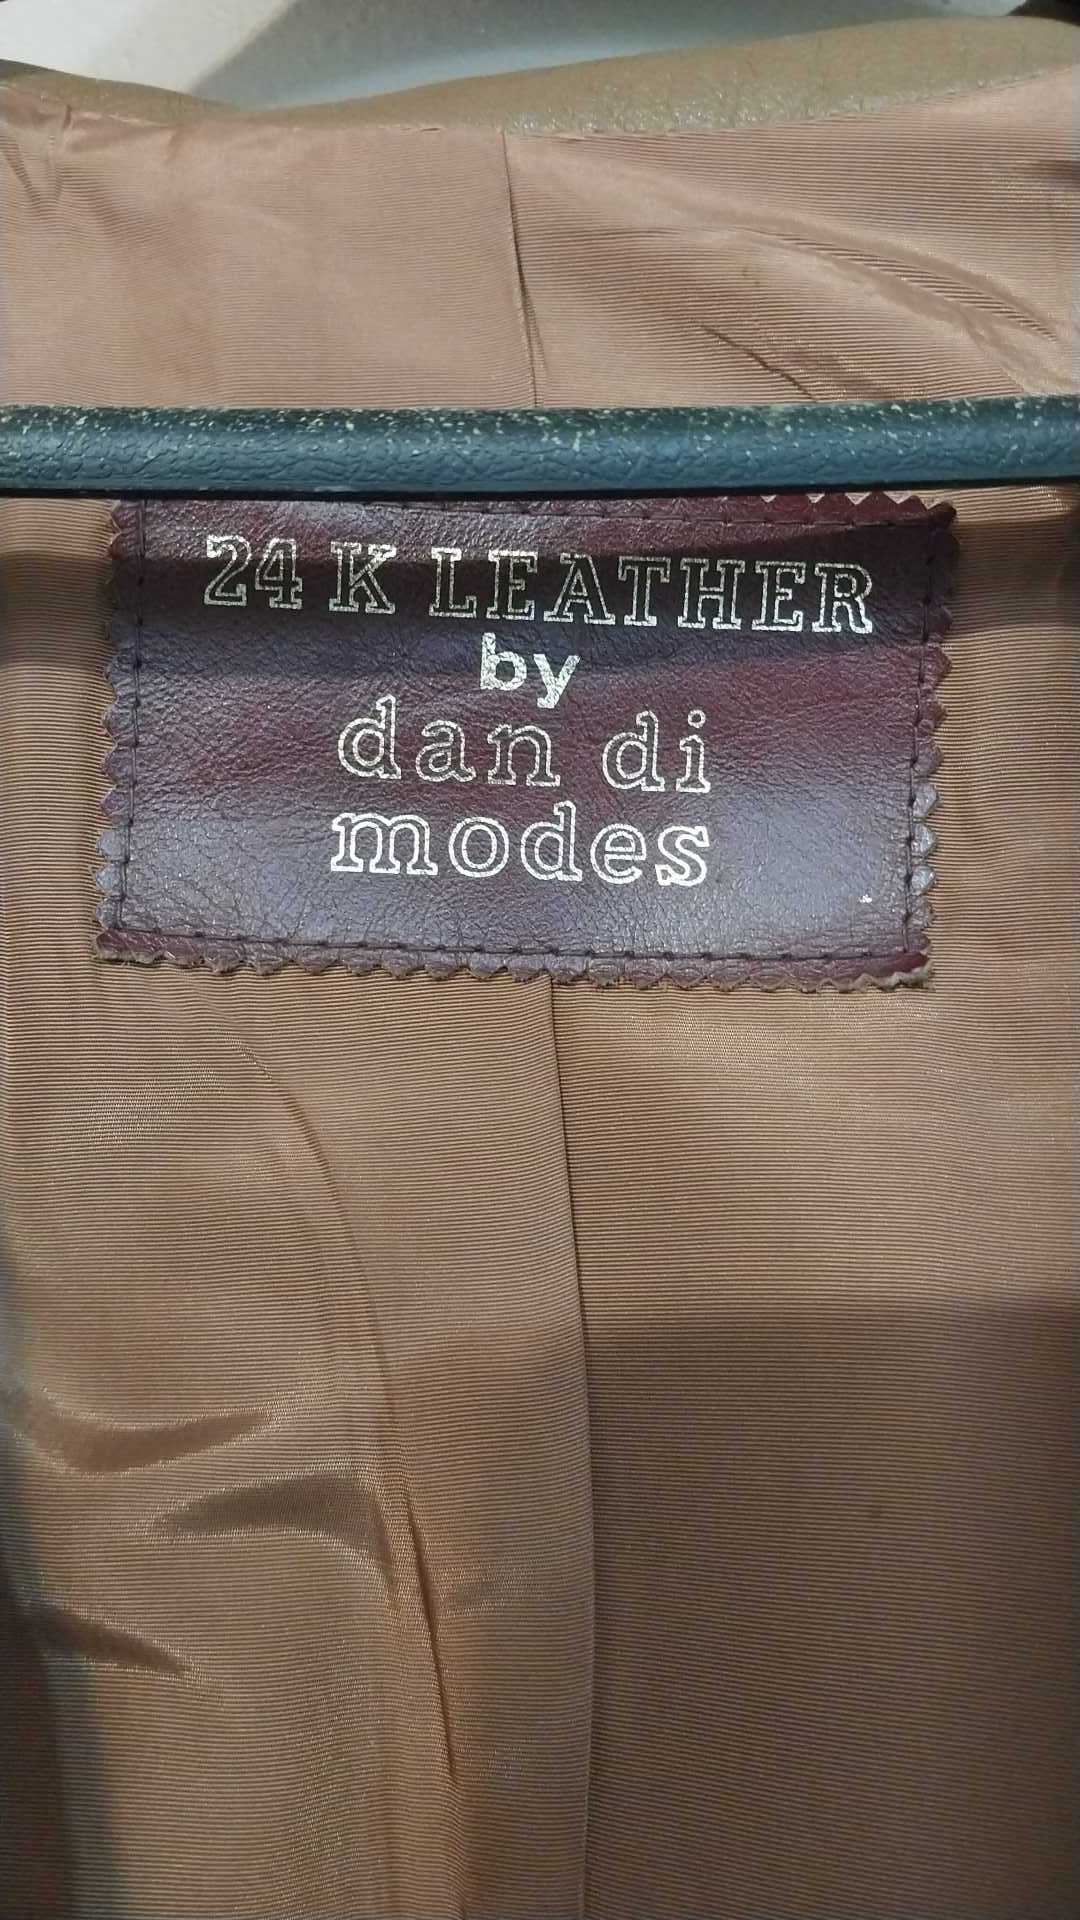 24 K LEATHER
by
dan di
modes